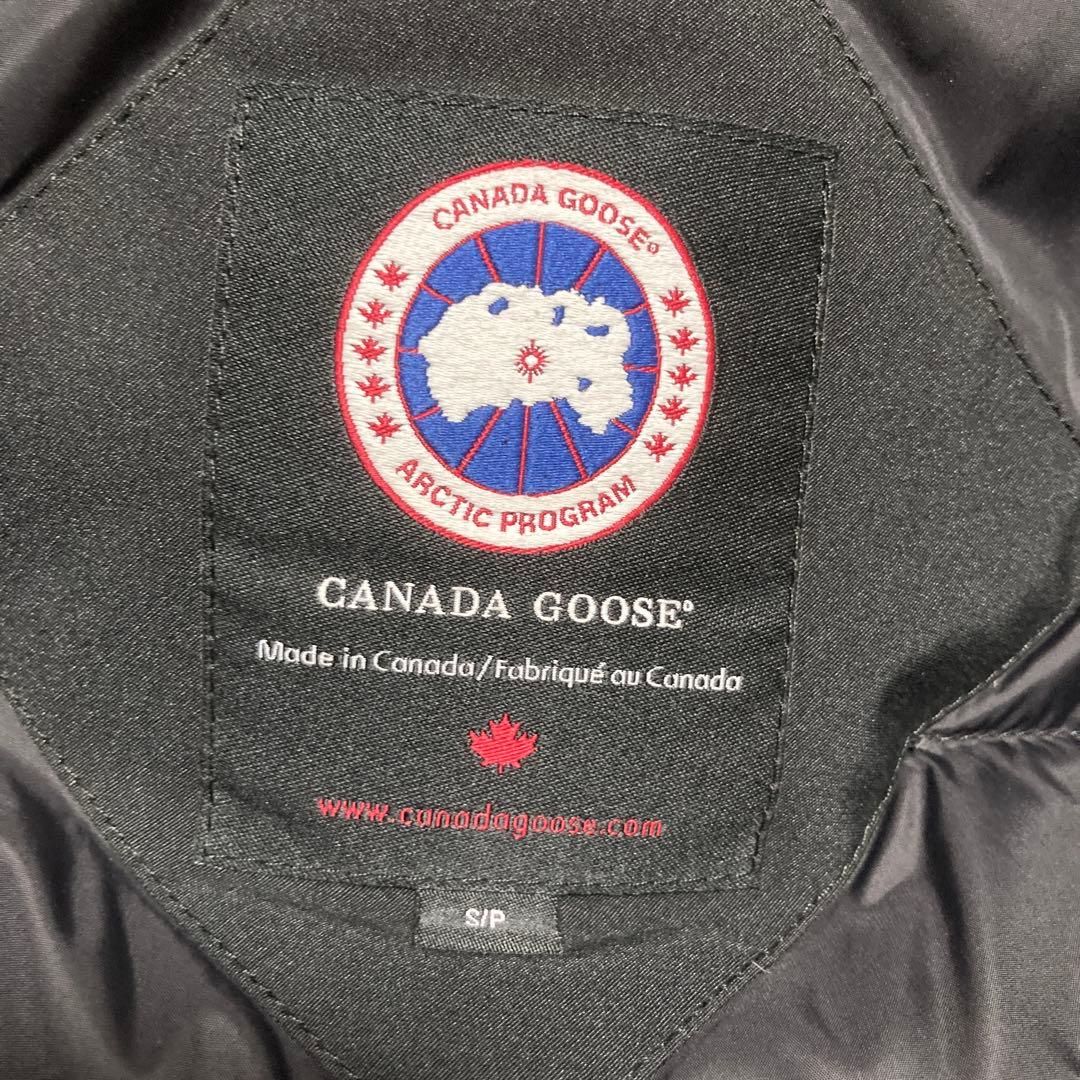 CANADA GOOSE®
ARCTIC PROGRAM
CANADA GOOSE®
Made in Canada/Fabriqué au Canada
www.canadagoose.com
S/P